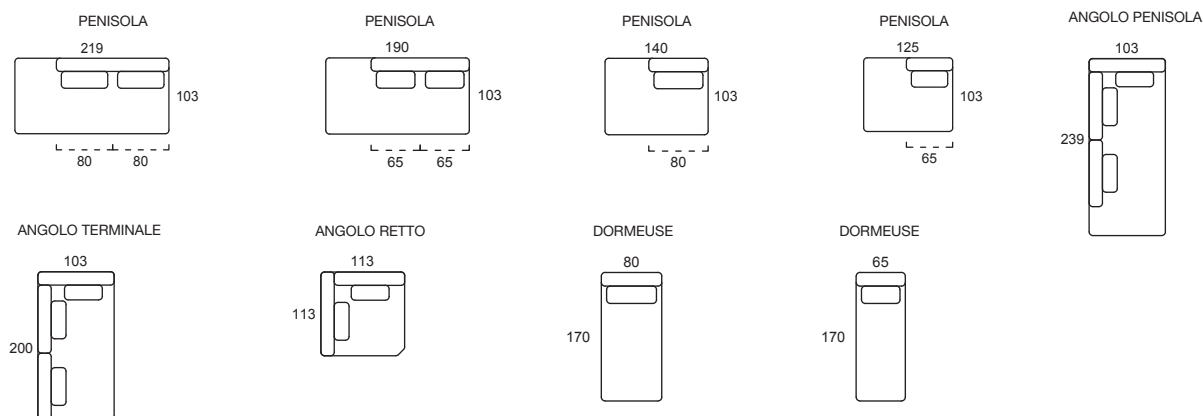 PENISOLA
219
103
80 80
PENISOLA
190
103
65 65
PENISOLA
140
103
80
PENISOLA
125
103
65
ANGOLO PENISOLA
103
239
ANGOLO TERMINALE
103
200
ANGOLO RETTO
113
113
DORMEUSE
80
170
DORMEUSE
65
170